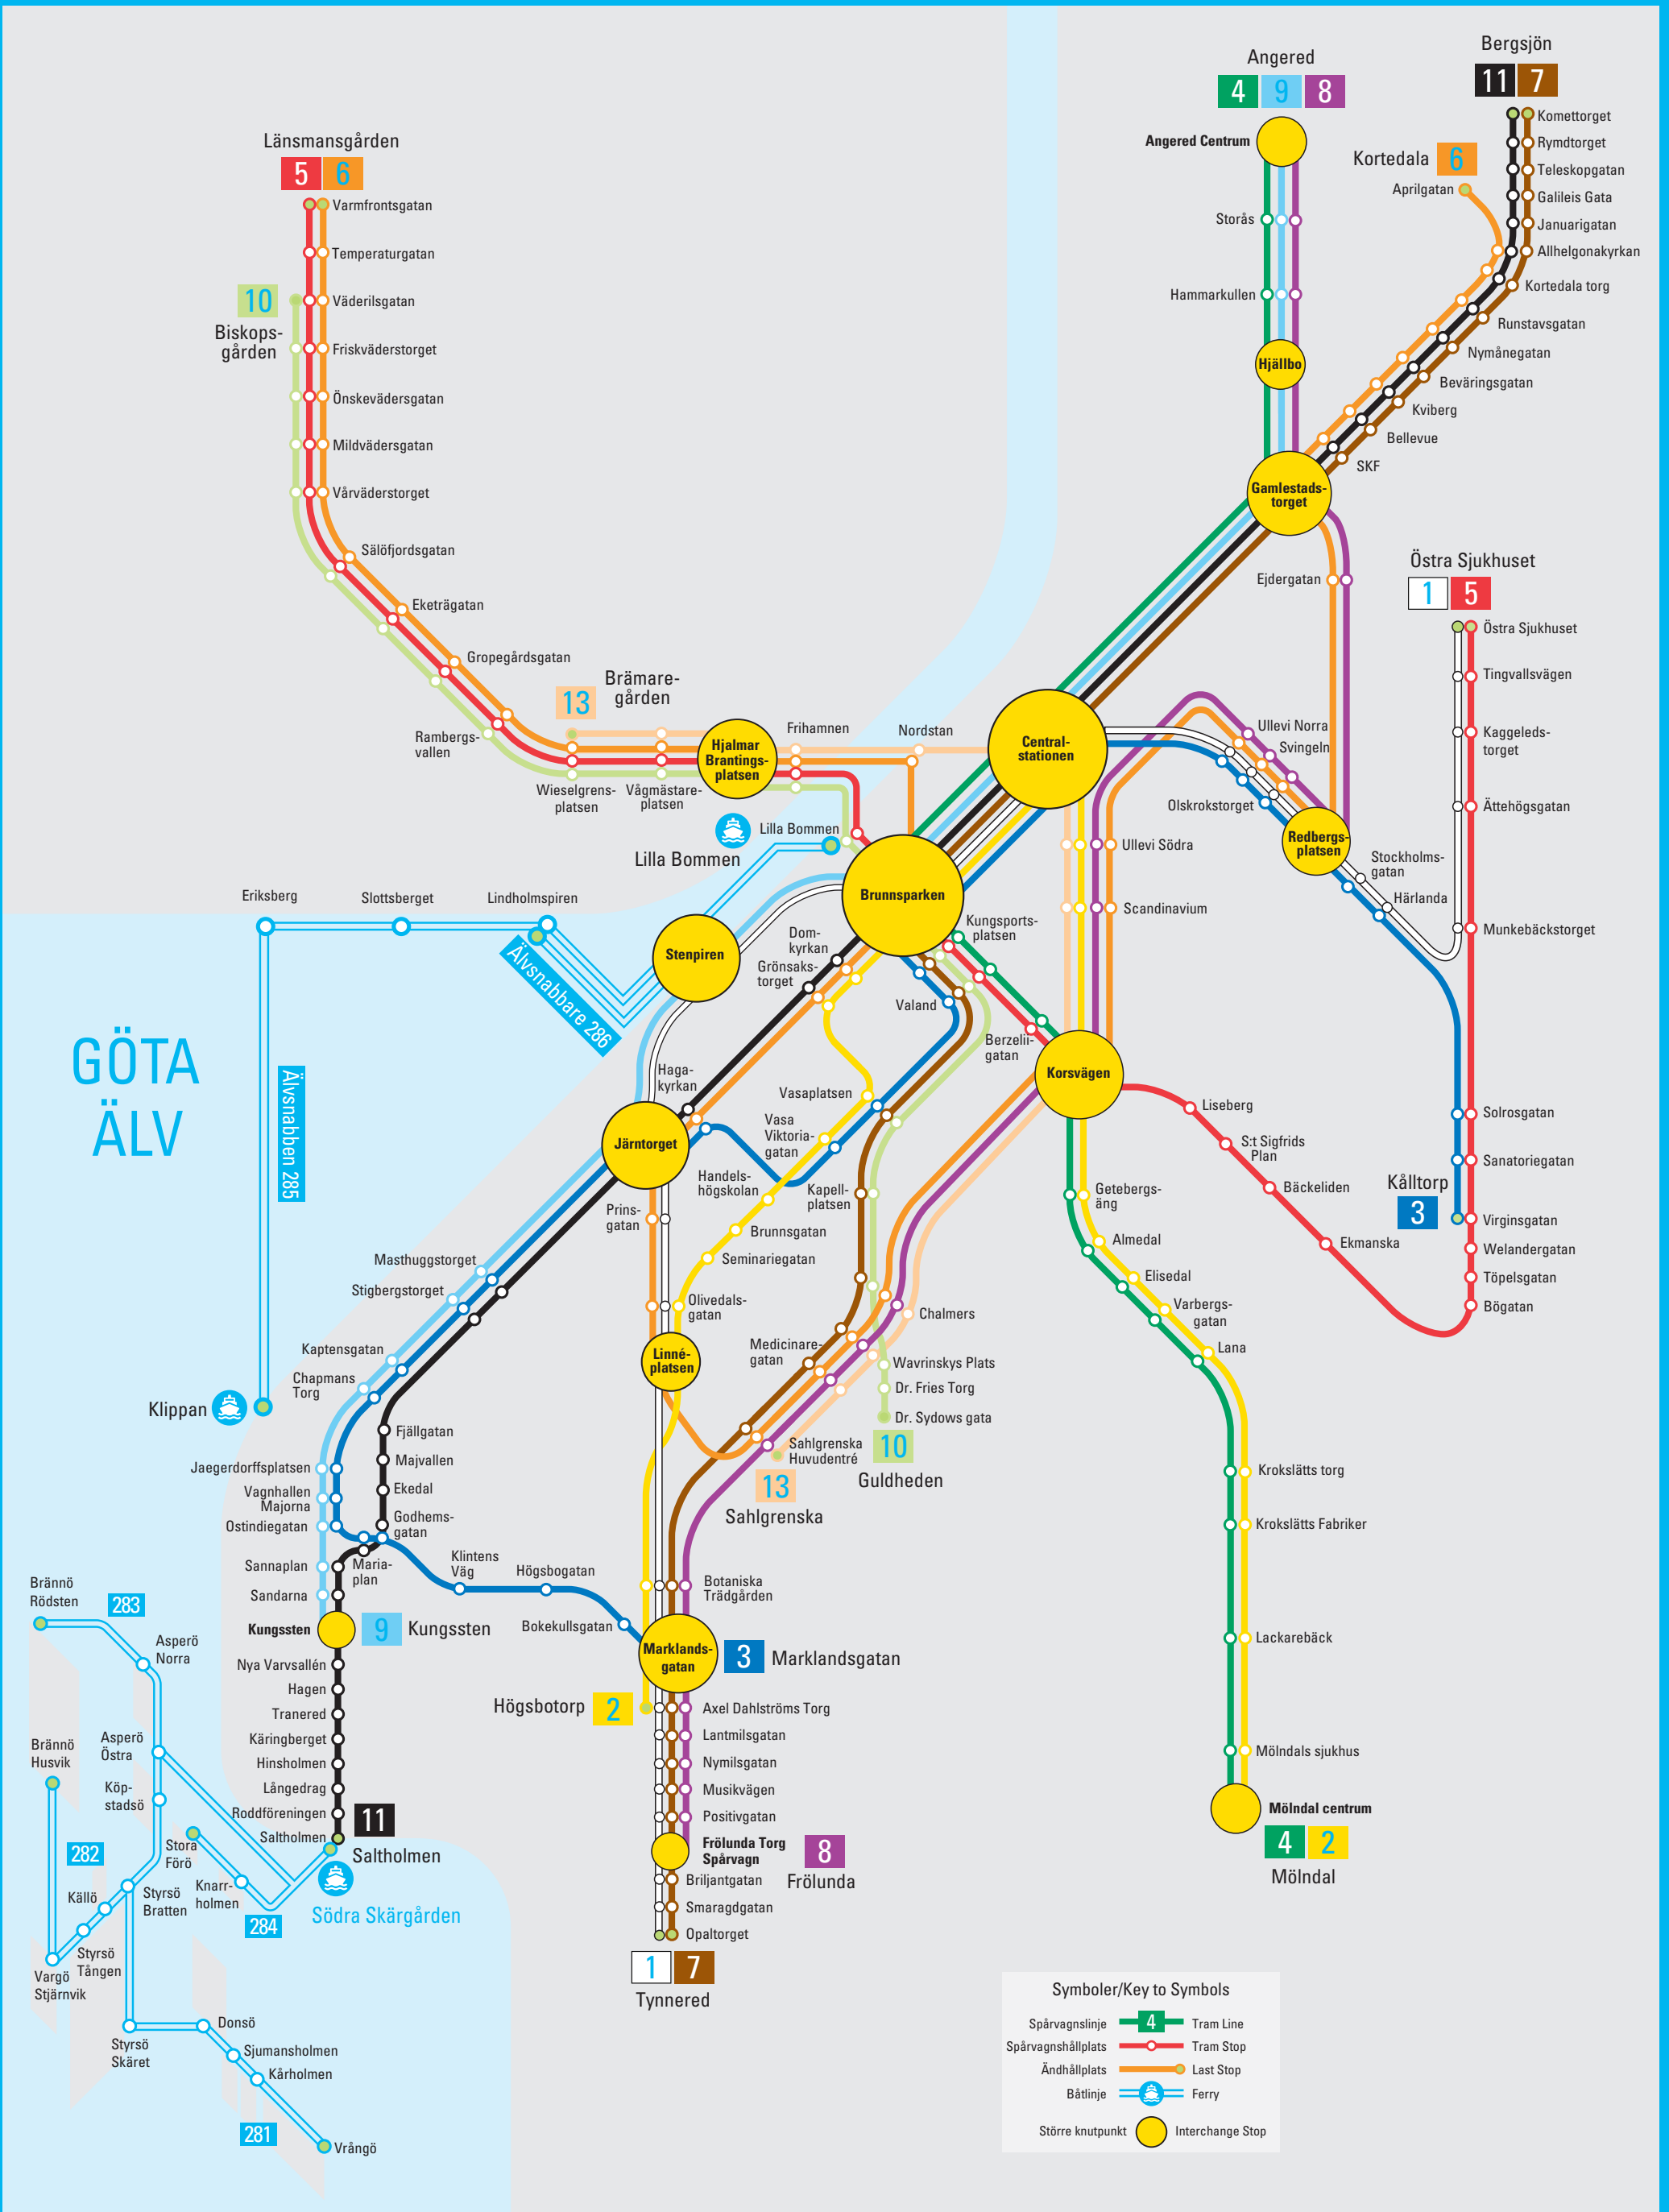 Angered
4 9 8
Angered Centrum
Storås
Hammarkullen
Hjällbo
Bergsjön
11 7
Komettorget
Rymdtorget
Teleskopgatan
Galileis Gata
Januarigatan
Allhelgonakyrkan
Kortedala torg
Runstavsgatan
Nymånegatan
Beväringsgatan
Kviberg
Bellevue
SKF
Kortedala 6
Aprilgatan
Gamlestads-
torget
Ejdergatan
Länsmansgården
5 6
Varmfrontsgatan
Temperaturgatan
10
Biskops-
gården
Väderilsgatan
Friskväderstorget
Önskevädersgatan
Mildvädersgatan
Vårväderstorget
Sälöfjordsgatan
Eketrägatan
Gropegårdsgatan
Rambergs-
vallen
13
Brämare-
gården
Wieselgrens-
platsen
Vågmästare-
platsen
Hjalmar
Brantings-
platsen
Frihamnen
Nordstan
Central-
stationen
Lilla Bommen
Lilla Bommen
Brunnsparken
Östra Sjukhuset
1 5
Östra Sjukhuset
Tingvallsvägen
Kaggeleds-
torget
Ättehögsgatan
Munkebäckstorget
Solrosgatan
Sanatoriegatan
Virginsgatan
Welandergatan
Töpelsgatan
Bögatan
Ullevi Norra
Svingeln
Olskrokstorget
Redbergs-
platsen
Stockholms-
gatan
Härlanda
Kålltorp
3
Ullevi Södra
Scandinavium
Kungsports-
platsen
Valand
Berzelii-
gatan
Korsvägen
Liseberg
S:t Sigfrids
Plan
Bäckeliden
Ekmanska
Eriksberg
Slottsberget
Lindholmspiren
Älvsnabbare 286
Älvsnabben 285
GÖTA
ÄLV
Klippan
Stenpiren
Dom-
kyrkan
Grönsaks-
torget
Haga-
kyrkan
Järntorget
Vasaplatsen
Vasa
Viktoria-
gatan
Handels-
högskolan
Kapell-
platsen
Prins-
gatan
Brunnsgatan
Seminariegatan
Olivedals-
gatan
Linné-
platsen
Medicinare-
gatan
Chalmers
Wavrinskys Plats
Dr. Fries Torg
Dr. Sydows gata
10
Guldheden
Sahlgrenska
Huvudentré
13
Sahlgrenska
Getebergs-
äng
Almedal
Elisedal
Varbergs-
gatan
Lana
Krokslätts torg
Krokslätts Fabriker
Lackarebäck
Mölndals sjukhus
Mölndal centrum
4 2
Mölndal
Masthuggstorget
Stigbergstorget
Kaptensgatan
Chapmans
Torg
Jaegerdorffsplatsen
Vagnhallen
Majorna
Ostindiegatan
Sannaplan
Sandarna
Kungssten
9 Kungssten
Fjällgatan
Majvallen
Ekedal
Godhems-
gatan
Maria-
plan
Klintens
Väg
Högsbogatan
Bokekullsgatan
Botaniska
Trädgården
Marklands-
gatan
3 Marklandsgatan
Högsbotorp 2
Axel Dahlströms Torg
Lantmilsgatan
Nymilsgatan
Musikvägen
Positivgatan
Frölunda Torg
Spårvagn
8
Frölunda
Briljantgatan
Smaragdgatan
Opaltorget
1 7
Tynnered
Nya Varvsallén
Hagen
Tranered
Käringberget
Hinsholmen
Långedrag
Roddföreningen
Saltholmen
11
Saltholmen
Södra Skärgården
Brännö
Rödsten
283
Asperö
Norra
Asperö
Östra
Brännö
Husvik
Köp-
stadsö
282
Stora
Förö
Knarr-
holmen
284
Källö
Styrsö
Bratten
Styrsö
Tången
Vargö
Stjärnvik
Styrsö
Skäret
Donsö
Sjumansholmen
Kårholmen
281
Vrångö
Symboler/Key to Symbols
Spårvagnslinje 4 Tram Line
Spårvagnshållplats Tram Stop
Ändhållplats Last Stop
Båtlinje Ferry
Större knutpunkt Interchange Stop